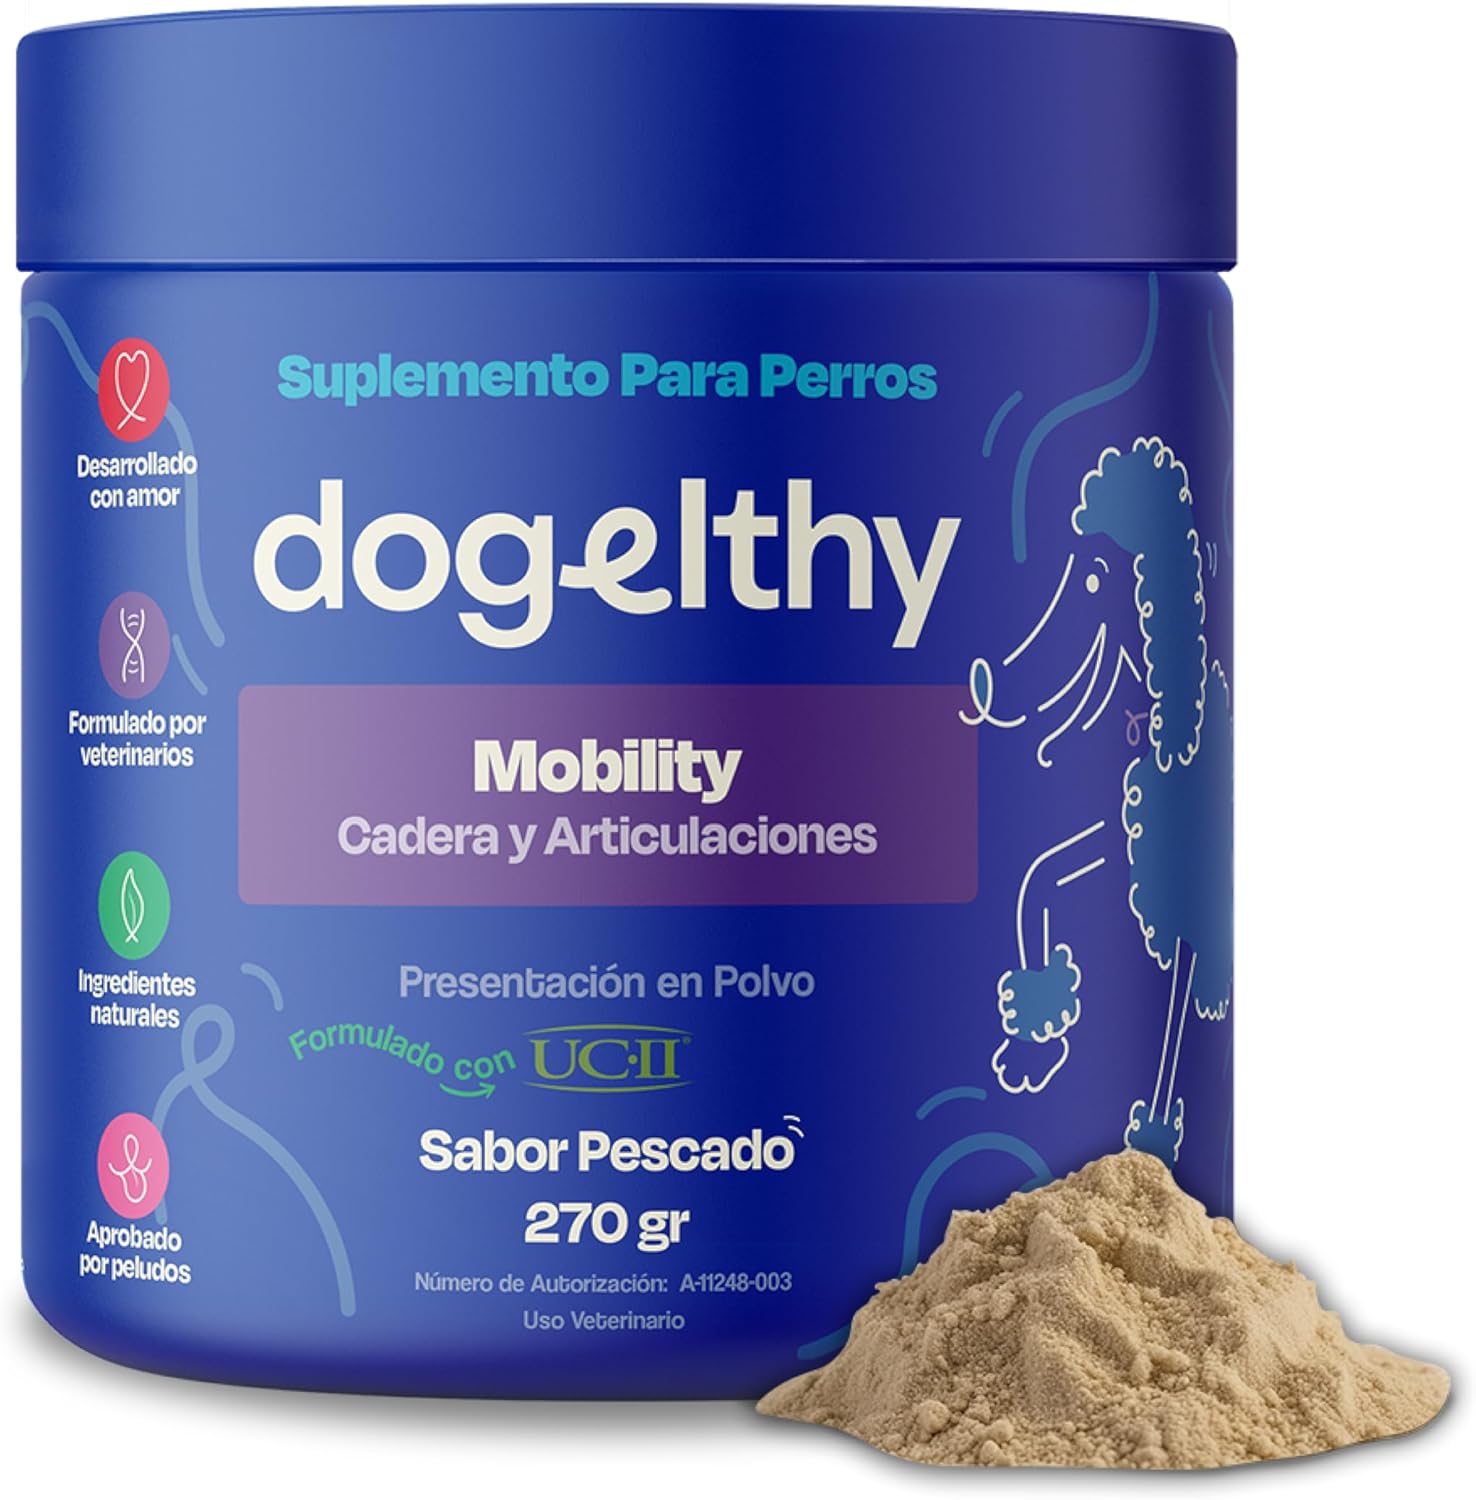 Suplemento Para Perros
dogelthy
Mobility
Cadera y Articulaciones
Presentación en Polvo
Formulado con UC·II®
Sabor Pescado
270 gr
Número de Autorización: A-11248-003
Uso Veterinario
Desarrollado
con amor
Formulado por
veterinarios
Ingredientes
naturales
Aprobado
por peludos